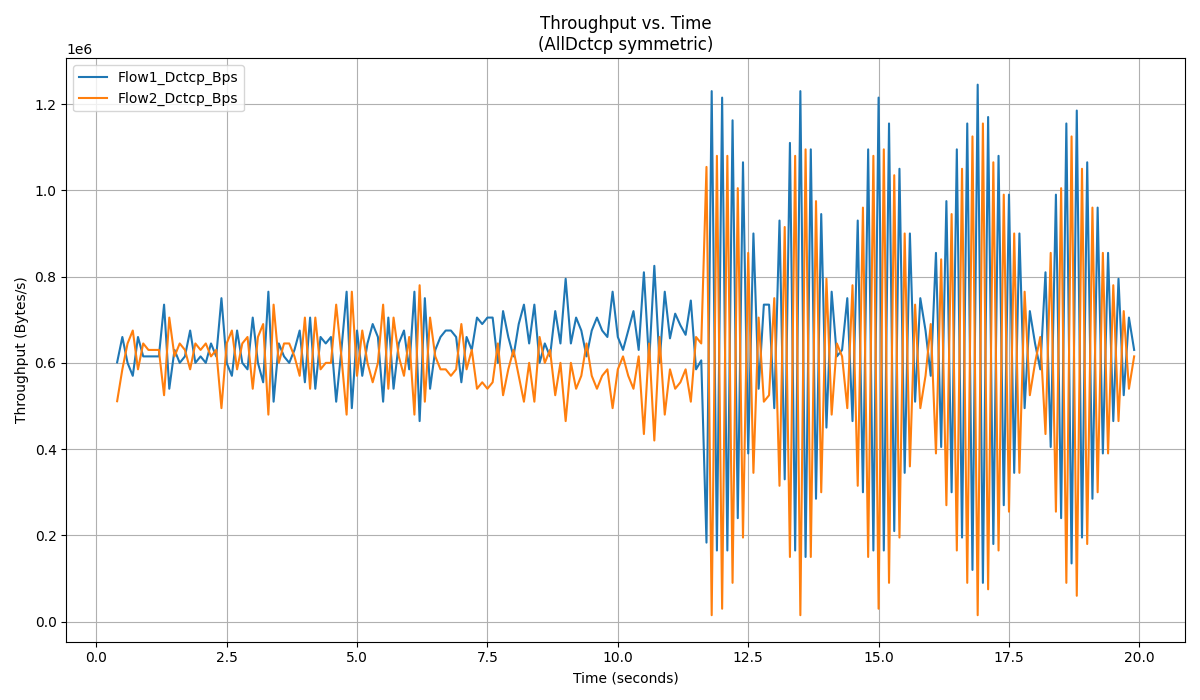 Throughput vs. Time
(AllDctcp symmetric)
1e6
Flow1_Dctcp_Bps
Flow2_Dctcp_Bps
1.2
1.0
0.8
0.6
0.4
0.2
0.0
Throughput (Bytes/s)
0.0 2.5 5.0 7.5 10.0 12.5 15.0 17.5 20.0
Time (seconds)